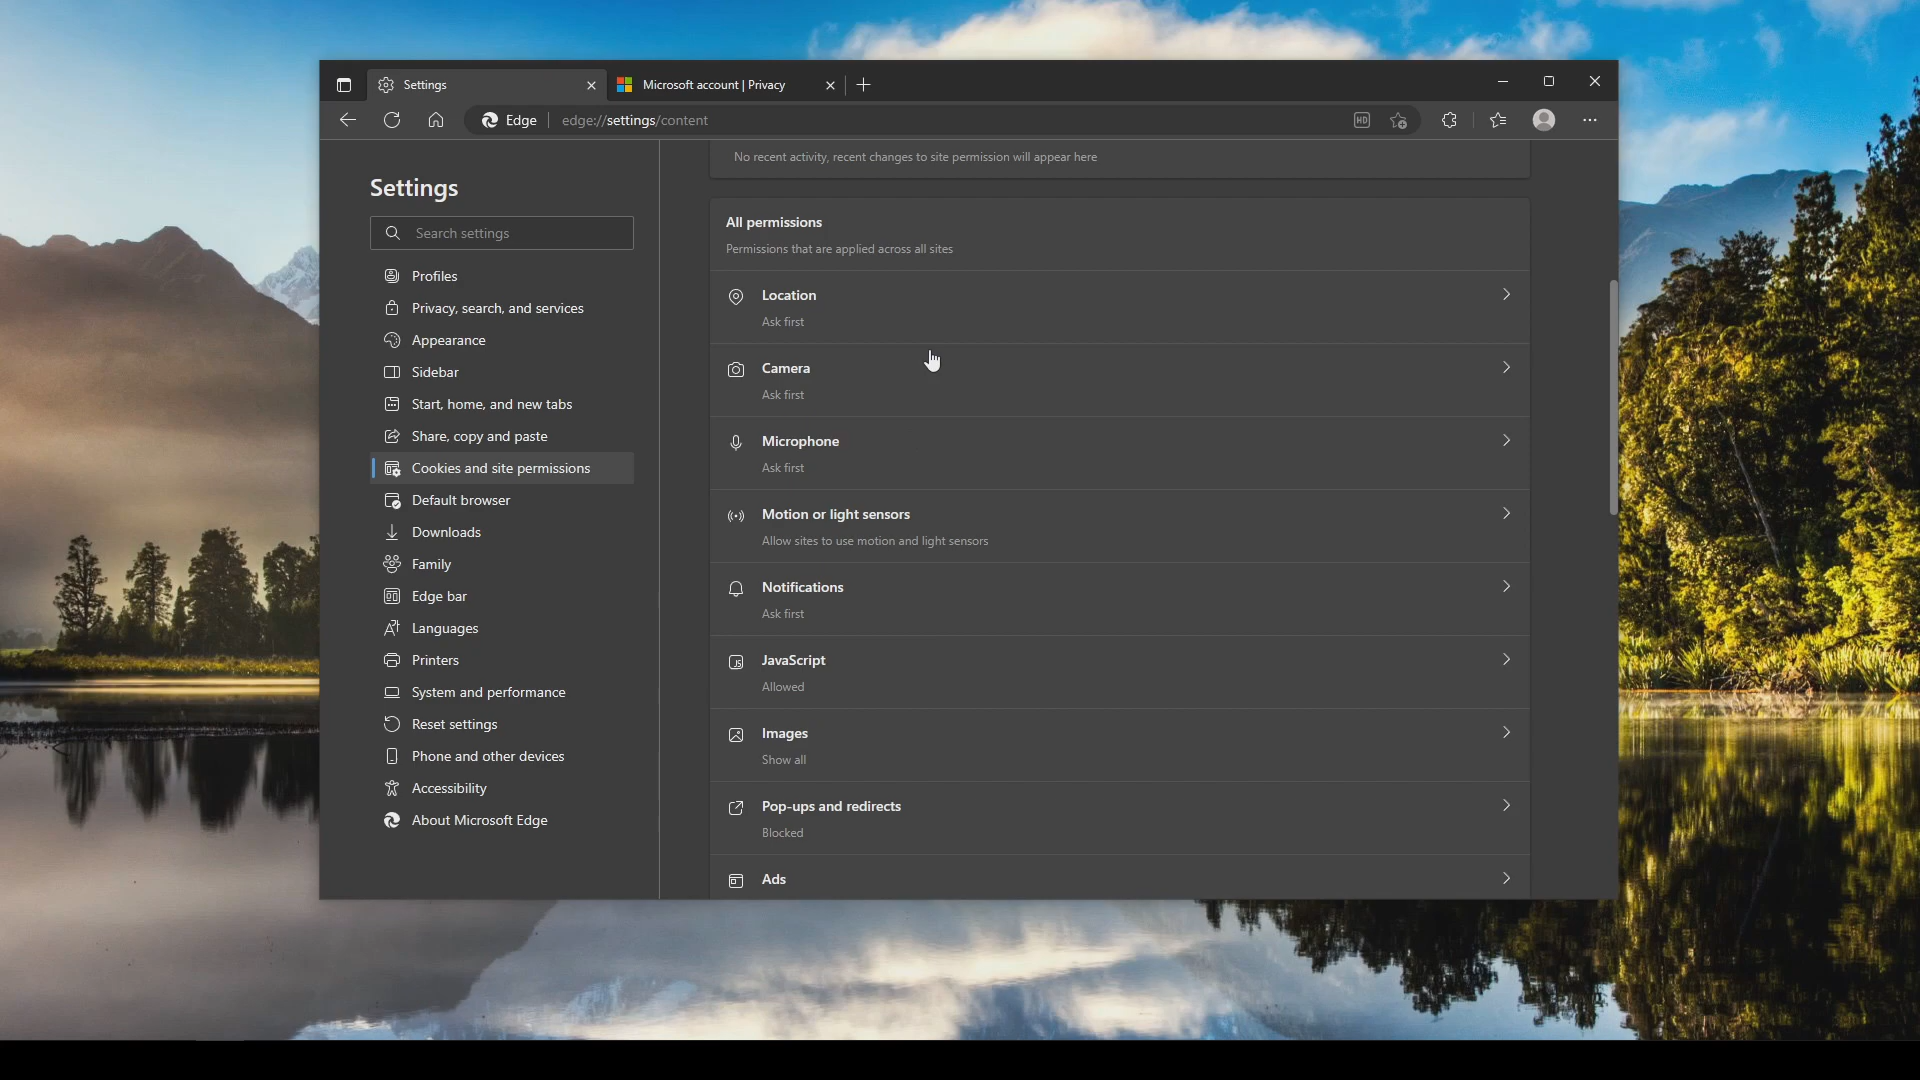 Settings
Microsoft account | Privacy
Edge
edge://settings/content
HD
Settings
Search settings
Profiles
Privacy, search, and services
Appearance
Sidebar
Start, home, and new tabs
Share, copy and paste
Cookies and site permissions
Default browser
Downloads
Family
Edge bar
Languages
Printers
System and performance
Reset settings
Phone and other devices
Accessibility
About Microsoft Edge
No recent activity, recent changes to site permission will appear here
All permissions
Permissions that are applied across all sites
Location
Ask first
Camera
Ask first
Microphone
Ask first
Motion or light sensors
Allow sites to use motion and light sensors
Notifications
Ask first
JavaScript
Allowed
Images
Show all
Pop-ups and redirects
Blocked
Ads